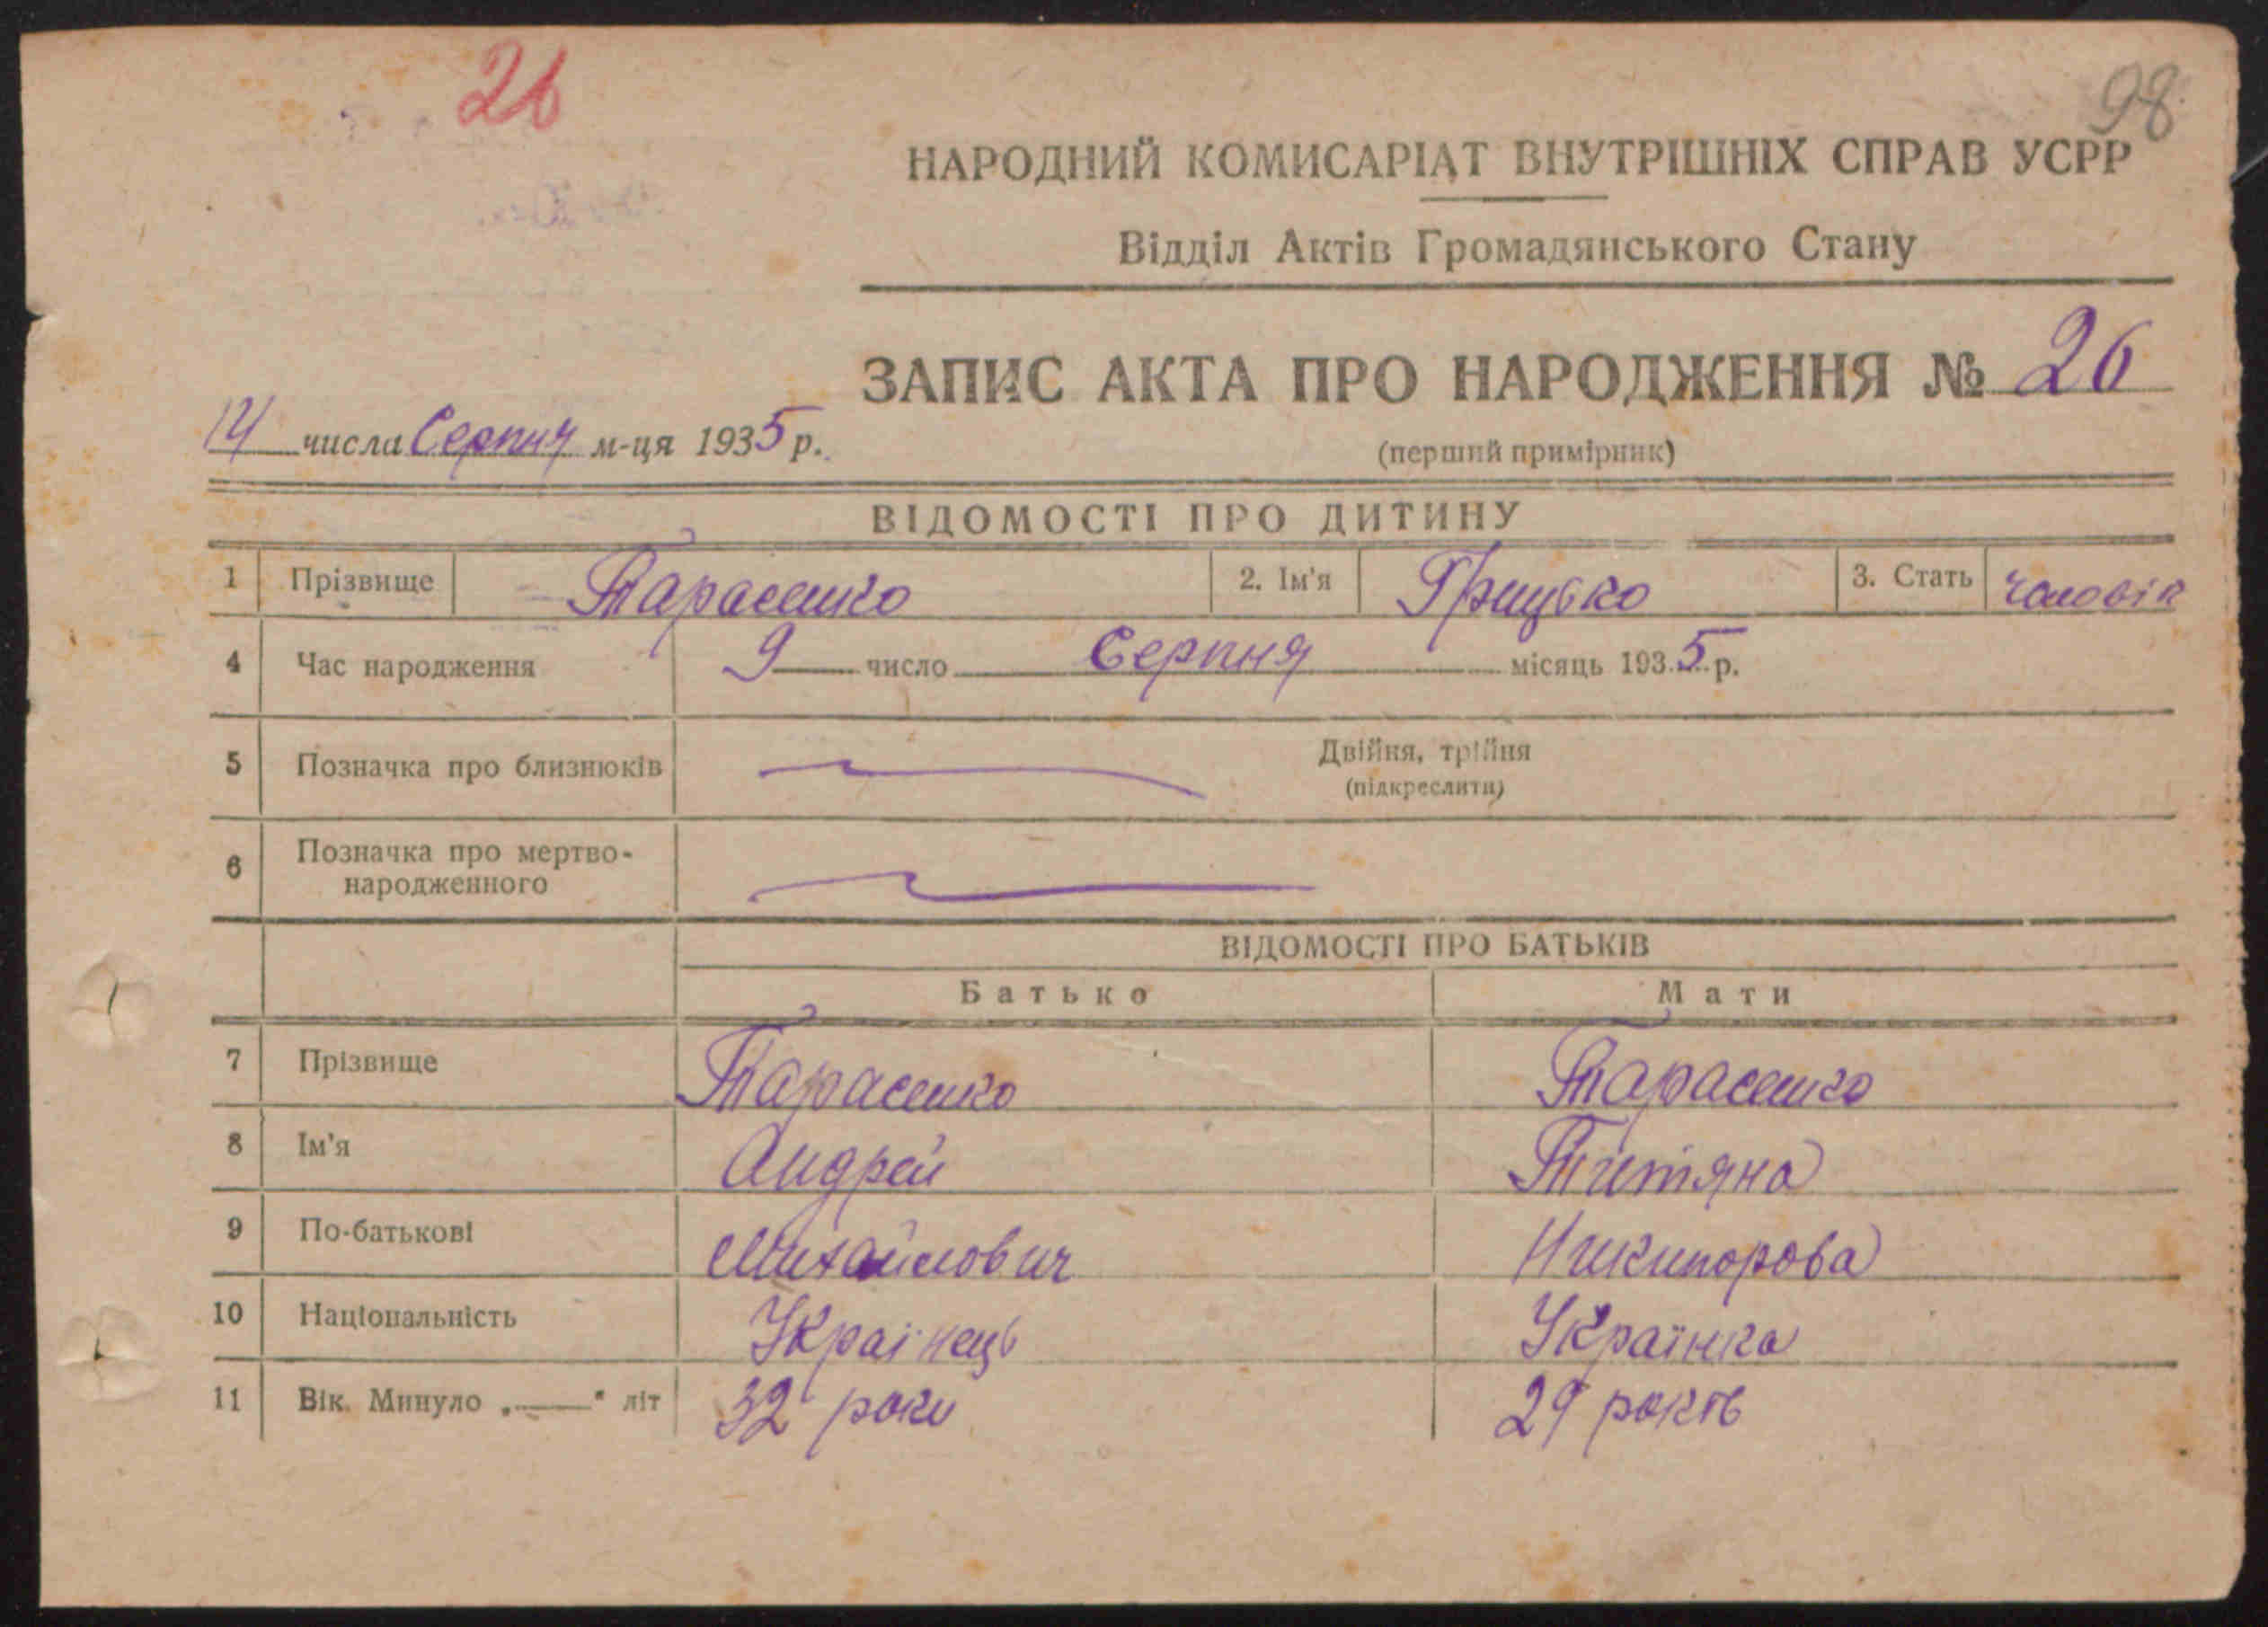 26
98
НАРОДНИЙ КОМИСАРІАТ ВНУТРІШНІХ СПРАВ УСРР
Відділ Актів Громадянського Стану
ЗАПИС АКТА ПРО НАРОДЖЕННЯ № 26
14 числа Серпня м-ця 1935 р.
(перший примірник)
ВІДОМОСТІ ПРО ДИТИНУ
1 Прізвище Тарасенко 2. Ім'я Грицько 3. Стать чоловік
4 Час народження 9 число Серпня місяць 1935 р.
5 Позначка про близнюків Двійня, трійня
(підкреслити)
6 Позначка про мертво-
народженного
ВІДОМОСТІ ПРО БАТЬКІВ
Батько Мати
7 Прізвище Тарасенко Тарасенко
8 Ім'я Андрей Титяна
9 По-батькові Михайлович Никипорова
10 Національність Українець Українка
11 Вік. Минуло „——" літ 32 роки 29 років